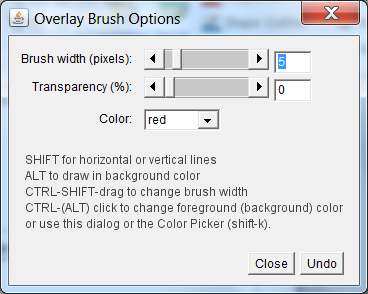 Overlay Brush Options
Brush width (pixels): 5
Transparency (%): 0
Color: red
SHIFT for horizontal or vertical lines
ALT to draw in background color
CTRL-SHIFT-drag to change brush width
CTRL-(ALT) click to change foreground (background) color
or use this dialog or the Color Picker (shift-k).
Close Undo